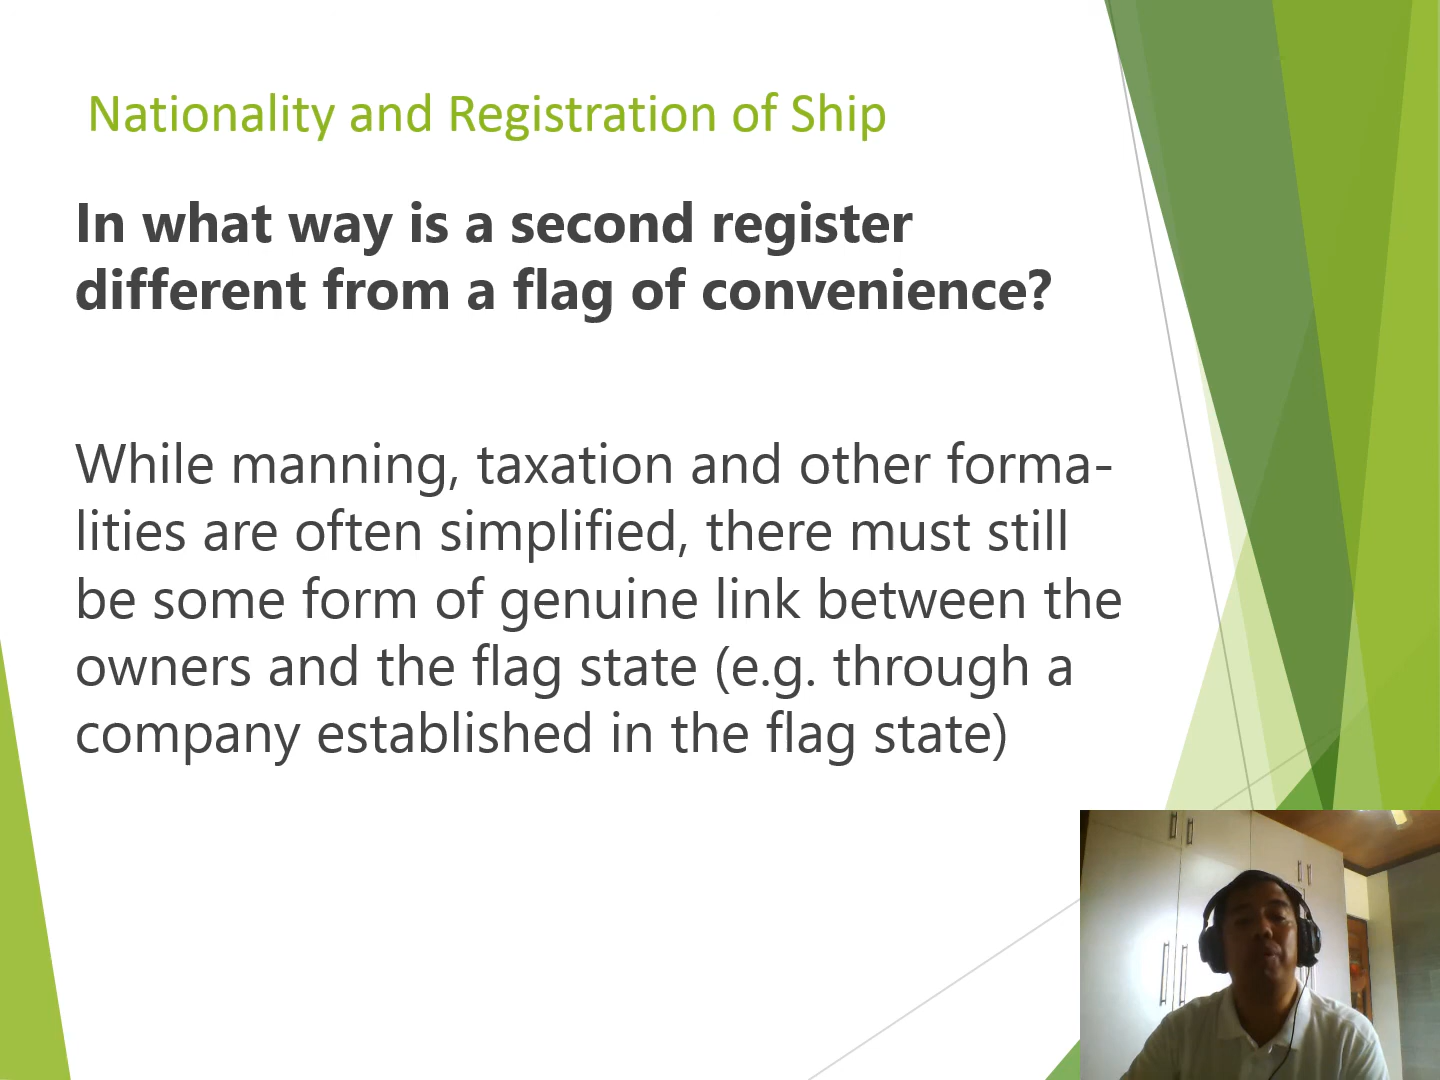 Nationality and Registration of Ship
In what way is a second register
different from a flag of convenience?
While manning, taxation and other forma-
lities are often simplified, there must still
be some form of genuine link between the
owners and the flag state (e.g. through a
company established in the flag state)